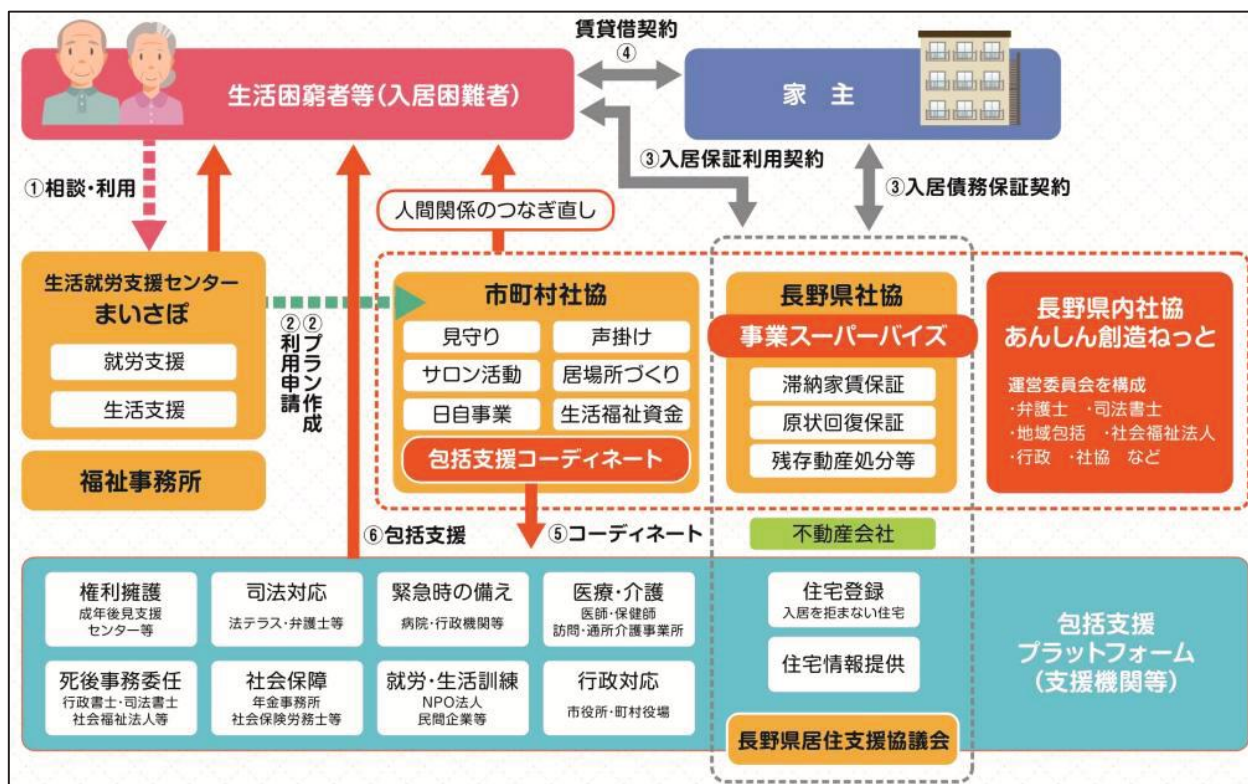 賃貸借契約
④
生活困窮者等(入居困難者)
家 主
①相談・利用
③入居保証利用契約
③入居債務保証契約
人間関係のつなぎ直し
生活就労支援センター
まいさぽ
就労支援
生活支援
福祉事務所
②プラン作成
②利用申請
市町村社協
見守り
声掛け
サロン活動
居場所づくり
日自事業
生活福祉資金
包括支援コーディネート
長野県社協
事業スーパーバイズ
滞納家賃保証
原状回復保証
残存動産処分等
長野県内社協
あんしん創造ねっと
運営委員会を構成
・弁護士 ・司法書士
・地域包括 ・社会福祉法人
・行政 ・社協 など
⑥包括支援
⑤コーディネート
不動産会社
権利擁護
成年後見支援
センター等
司法対応
法テラス・弁護士等
緊急時の備え
病院・行政機関等
医療・介護
医師・保健師
訪問・通所介護事業所
死後事務委任
行政書士・司法書士
社会福祉法人等
社会保障
年金事務所
社会保険労務士等
就労・生活訓練
NPO法人
民間企業等
行政対応
市役所・町村役場
住宅登録
入居を拒まない住宅
住宅情報提供
長野県居住支援協議会
包括支援
プラットフォーム
(支援機関等)